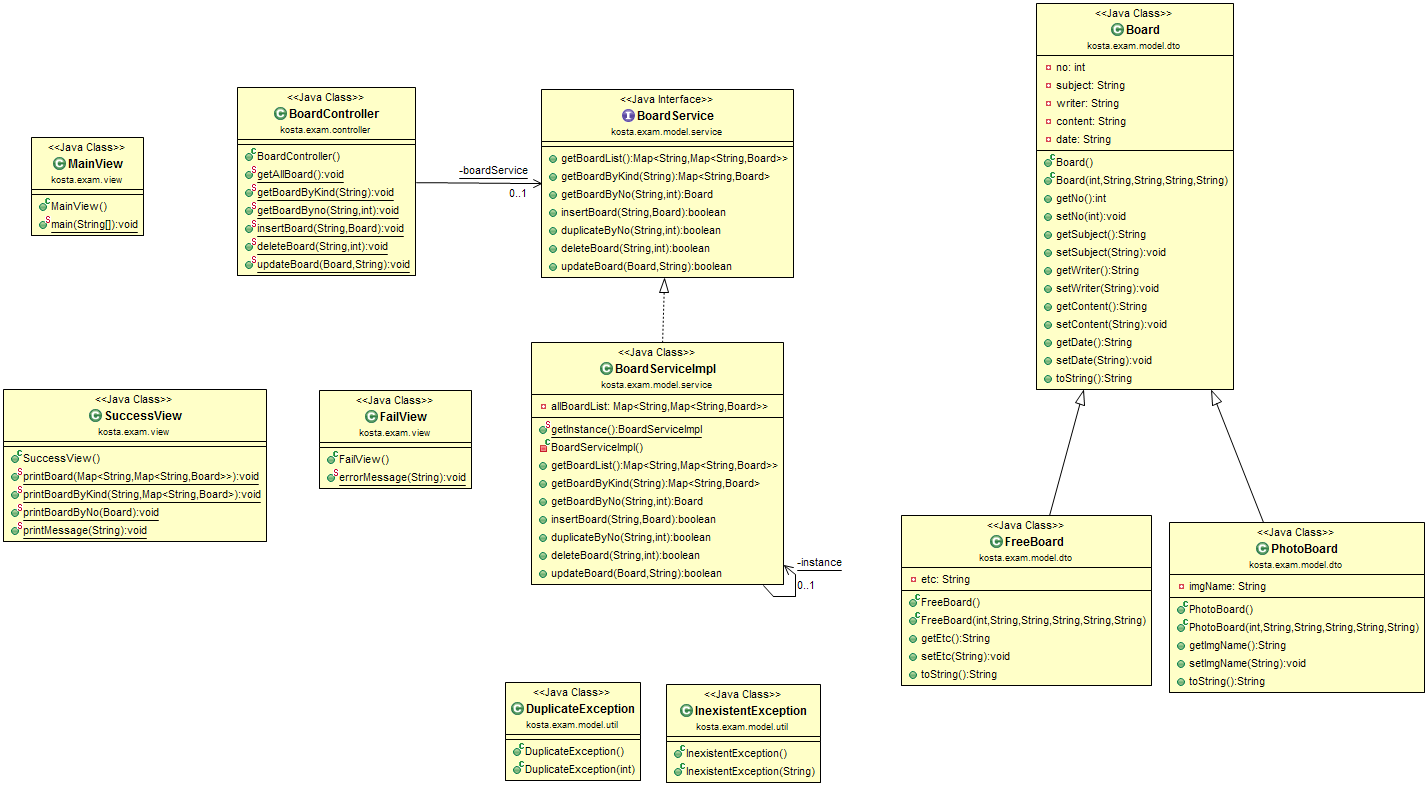 <<Java Class>>
MainView
kosta.exam.view
MainView()
main(String[]):void
<<Java Class>>
BoardController
kosta.exam.controller
BoardController()
getAllBoard():void
getBoardByKind(String):void
getBoardByno(String,int):void
insertBoard(String,Board):void
deleteBoard(String,int):void
updateBoard(Board,String):void
-boardService
0..1
<<Java Interface>>
BoardService
kosta.exam.model.service
getBoardList():Map<String,Map<String,Board>>
getBoardByKind(String):Map<String,Board>
getBoardByNo(String,int):Board
insertBoard(String,Board):boolean
duplicateByNo(String,int):boolean
deleteBoard(String,int):boolean
updateBoard(Board,String):boolean
<<Java Class>>
Board
kosta.exam.model.dto
no: int
subject: String
writer: String
content: String
date: String
Board()
Board(int,String,String,String,String)
getNo():int
setNo(int):void
getSubject():String
setSubject(String):void
getWriter():String
setWriter(String):void
getContent():String
setContent(String):void
getDate():String
setDate(String):void
toString():String
<<Java Class>>
SuccessView
kosta.exam.view
SuccessView()
printBoard(Map<String,Map<String,Board>>):void
printBoardByKind(String,Map<String,Board>):void
printBoardByNo(Board):void
printMessage(String):void
<<Java Class>>
FailView
kosta.exam.view
FailView()
errorMessage(String):void
<<Java Class>>
BoardServiceImpl
kosta.exam.model.service
allBoardList: Map<String,Map<String,Board>>
getInstance():BoardServiceImpl
BoardServiceImpl()
getBoardList():Map<String,Map<String,Board>>
getBoardByKind(String):Map<String,Board>
getBoardByNo(String,int):Board
insertBoard(String,Board):boolean
duplicateByNo(String,int):boolean
deleteBoard(String,int):boolean
updateBoard(Board,String):boolean
-instance
0..1
<<Java Class>>
FreeBoard
kosta.exam.model.dto
etc: String
FreeBoard()
FreeBoard(int,String,String,String,String,String)
getEtc():String
setEtc(String):void
toString():String
<<Java Class>>
PhotoBoard
kosta.exam.model.dto
imgName: String
PhotoBoard()
PhotoBoard(int,String,String,String,String,String)
getImgName():String
setImgName(String):void
toString():String
<<Java Class>>
DuplicateException
kosta.exam.model.util
DuplicateException()
DuplicateException(int)
<<Java Class>>
InexistentException
kosta.exam.model.util
InexistentException()
InexistentException(String)